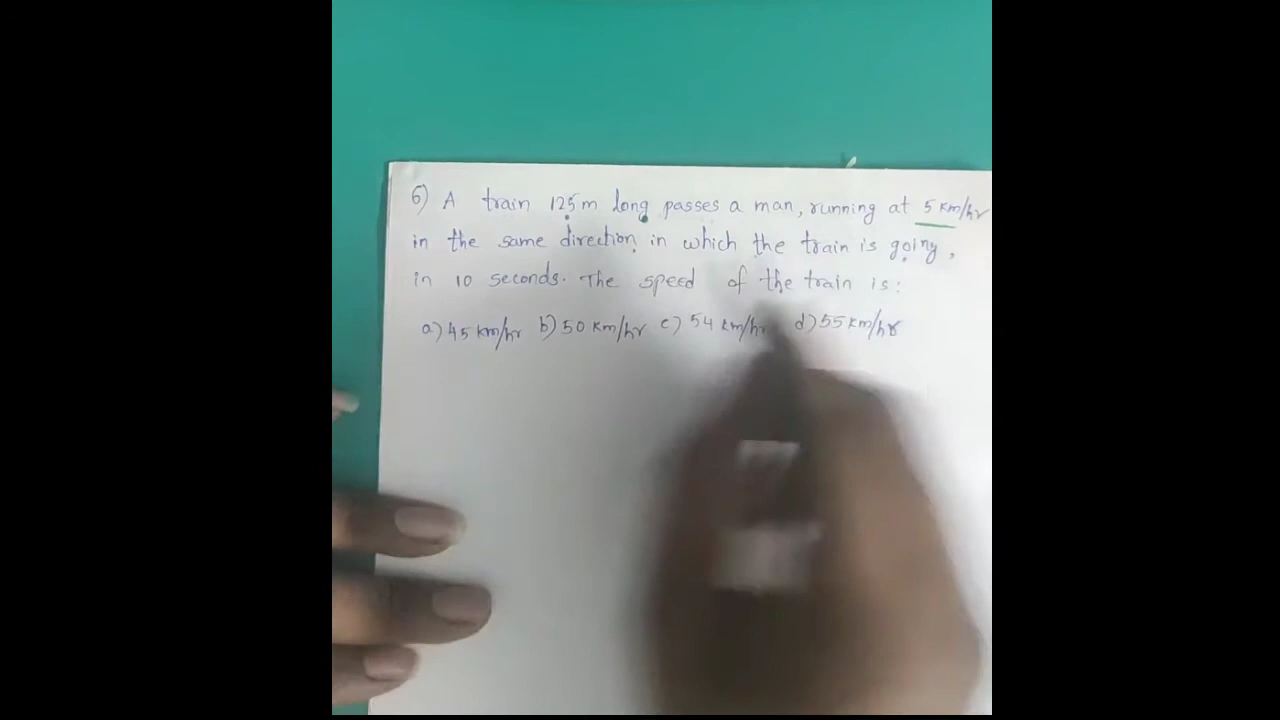 6) A train 125m long passes a man, running at 5 km/hr
in the same direction in which the train is going,
in 10 seconds. The speed of the train is:
a) 45 km/hr b) 50 km/hr c) 54 km/hr d) 55 km/hr